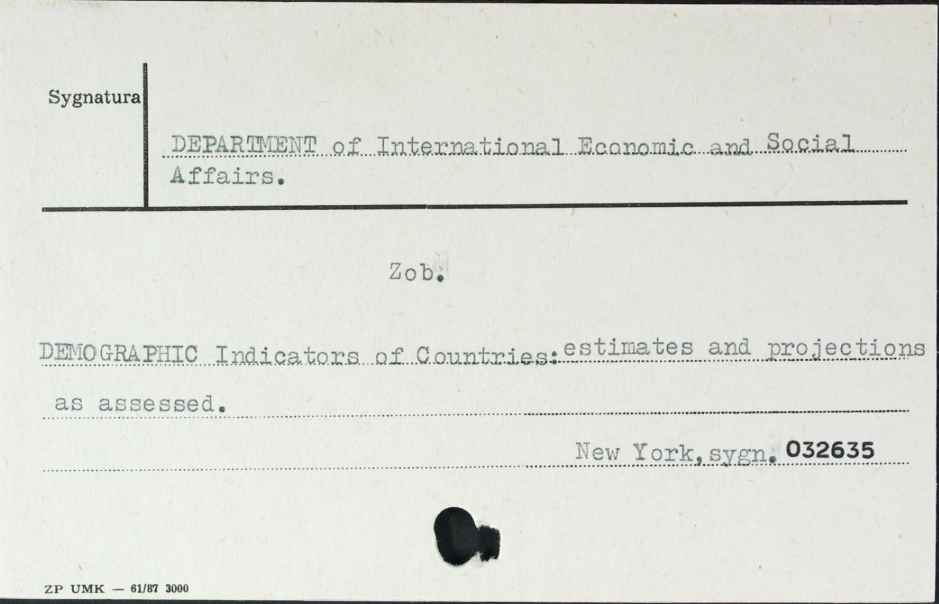 Sygnatura
DEPARTMENT of International Economic and Social
Affairs.
Zob.
DEMOGRAPHIC Indicators of Countries: estimates and projections
as assessed.
New York, sygn. 032635
ZP UMK — 61/87 3000